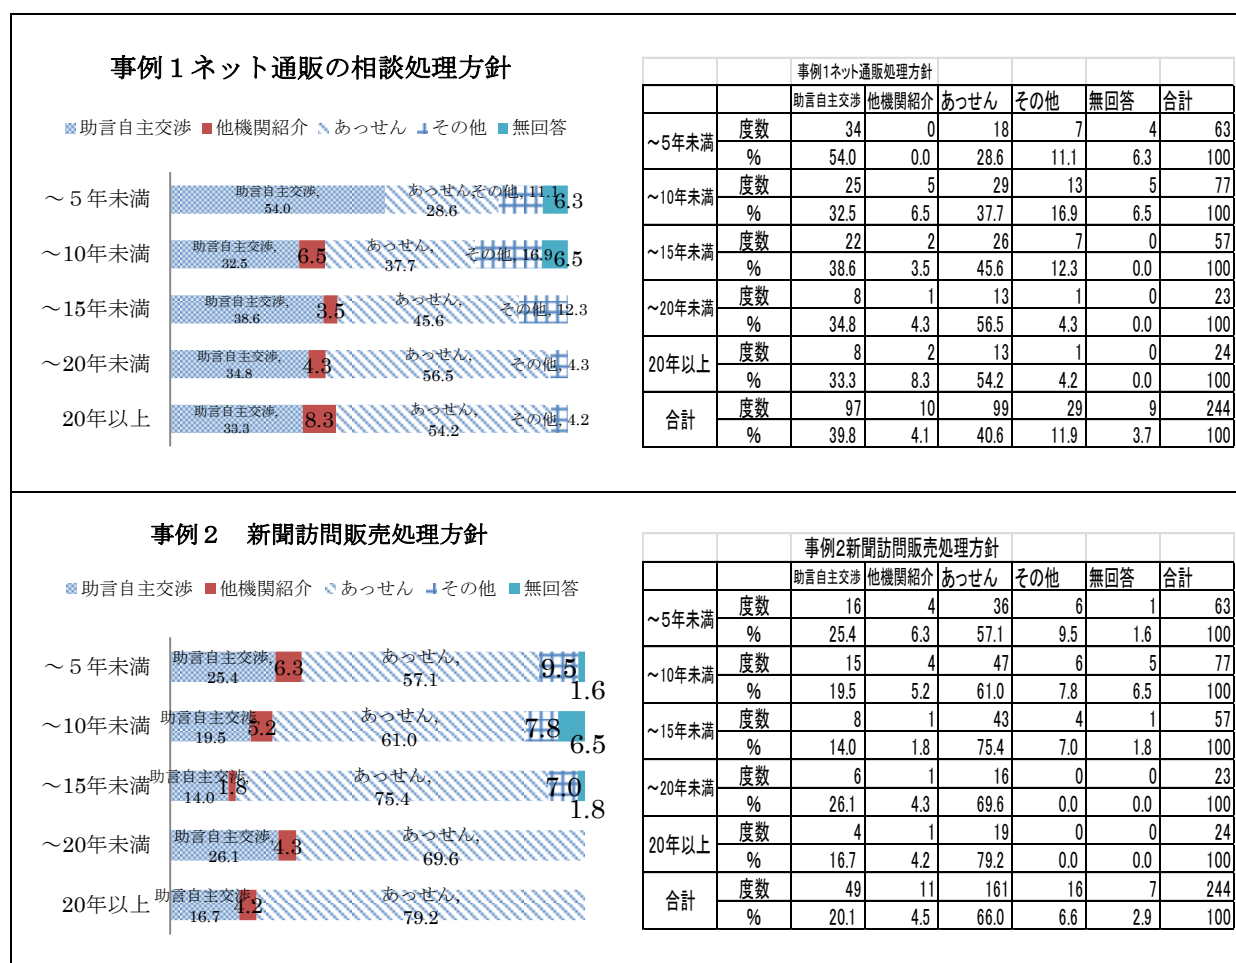 事例１ネット通販の相談処理方針
助言自主交渉 他機関紹介 あっせん その他 無回答
～５年未満 助言自主交渉, 54.0 あっせん, 28.6 その他, 11.1 6.3
～10年未満 助言自主交渉, 32.5 6.5 あっせん, 37.7 その他, 16.9 6.5
～15年未満 助言自主交渉, 38.6 3.5 あっせん, 45.6 その他, 12.3
～20年未満 助言自主交渉, 34.8 4.3 あっせん, 56.5 その他, 4.3
20年以上 助言自主交渉, 33.3 8.3 あっせん, 54.2 その他, 4.2
事例1ネット通販処理方針
助言自主交渉 他機関紹介 あっせん その他 無回答 合計
～5年未満 度数 34 0 18 7 4 63
% 54.0 0.0 28.6 11.1 6.3 100
～10年未満 度数 25 5 29 13 5 77
% 32.5 6.5 37.7 16.9 6.5 100
～15年未満 度数 22 2 26 7 0 57
% 38.6 3.5 45.6 12.3 0.0 100
～20年未満 度数 8 1 13 1 0 23
% 34.8 4.3 56.5 4.3 0.0 100
20年以上 度数 8 2 13 1 0 24
% 33.3 8.3 54.2 4.2 0.0 100
合計 度数 97 10 99 29 9 244
% 39.8 4.1 40.6 11.9 3.7 100
事例２　新聞訪問販売処理方針
助言自主交渉 他機関紹介 あっせん その他 無回答
～５年未満 助言自主交渉, 25.4 6.3 あっせん, 57.1 9.5 1.6
～10年未満 助言自主交渉, 19.5 5.2 あっせん, 61.0 7.8 6.5
～15年未満 助言自主交渉, 14.0 1.8 あっせん, 75.4 7.0 1.8
～20年未満 助言自主交渉, 26.1 4.3 あっせん, 69.6
20年以上 助言自主交渉, 16.7 4.2 あっせん, 79.2
事例2新聞訪問販売処理方針
助言自主交渉 他機関紹介 あっせん その他 無回答 合計
～5年未満 度数 16 4 36 6 1 63
% 25.4 6.3 57.1 9.5 1.6 100
～10年未満 度数 15 4 47 6 5 77
% 19.5 5.2 61.0 7.8 6.5 100
～15年未満 度数 8 1 43 4 1 57
% 14.0 1.8 75.4 7.0 1.8 100
～20年未満 度数 6 1 16 0 0 23
% 26.1 4.3 69.6 0.0 0.0 100
20年以上 度数 4 1 19 0 0 24
% 16.7 4.2 79.2 0.0 0.0 100
合計 度数 49 11 161 16 7 244
% 20.1 4.5 66.0 6.6 2.9 100